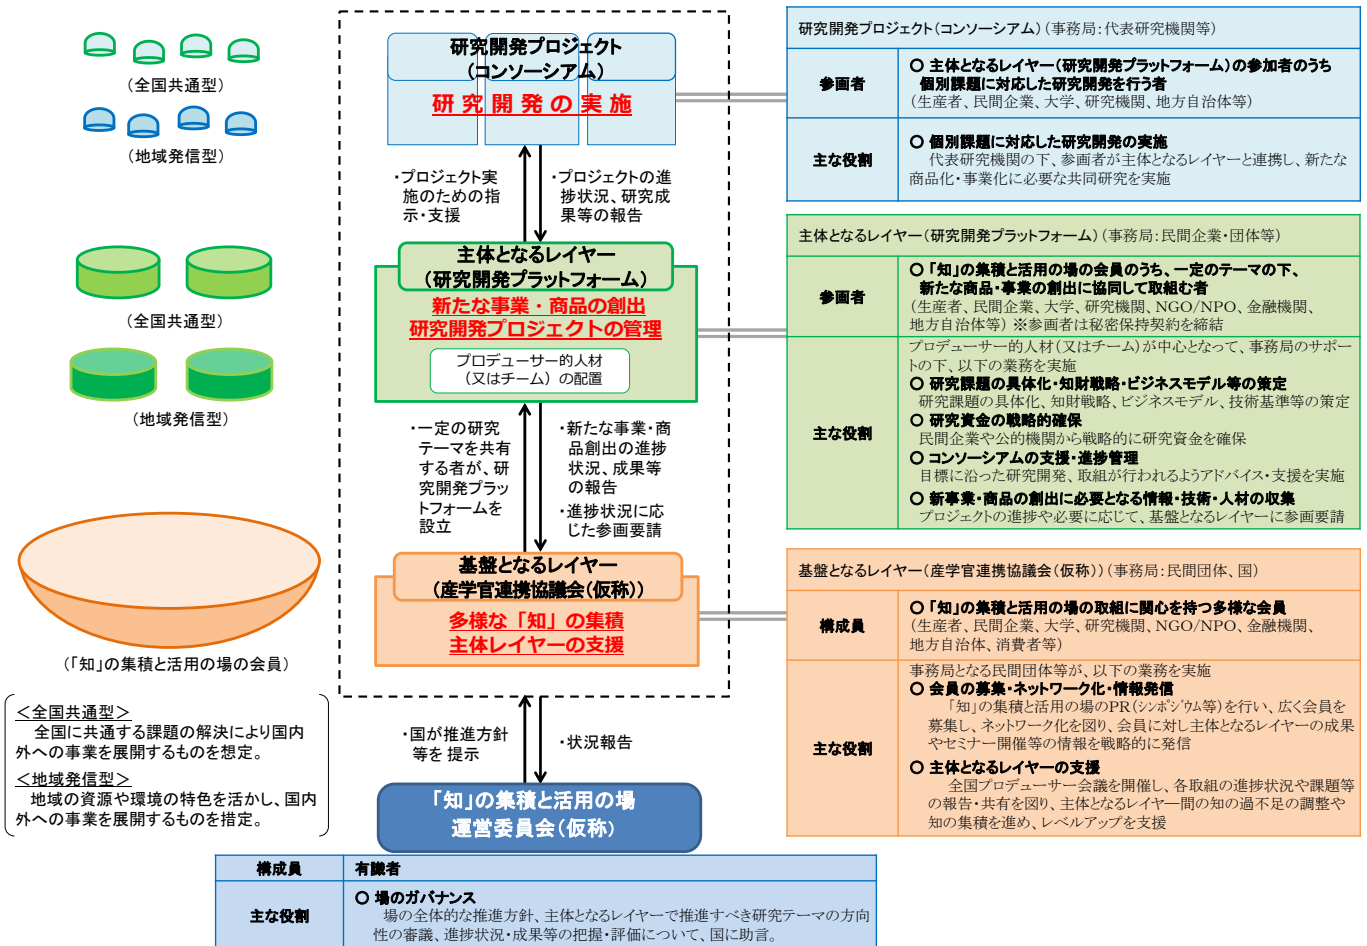 （全国共通型）
（地域発信型）
（全国共通型）
（地域発信型）
（「知」の集積と活用の場の会員）
＜全国共通型＞
全国に共通する課題の解決により国内
外への事業を展開するものを想定。
＜地域発信型＞
地域の資源や環境の特色を活かし、国内
外への事業を展開するものを措定。
研究開発プロジェクト
（コンソーシアム）
研究開発の実施
・プロジェクト実
施のための指
示・支援
・プロジェクトの進
捗状況、研究成
果等の報告
主体となるレイヤー
（研究開発プラットフォーム）
新たな事業・商品の創出
研究開発プロジェクトの管理
プロデューサー的人材
（又はチーム）の配置
・一定の研究
テーマを共有
する者が、研
究開発プラッ
トフォームを
設立
・新たな事業・商
品創出の進捗
状況、成果等
の報告
・進捗状況に応
じた参画要請
基盤となるレイヤー
（産学官連携協議会（仮称））
多様な「知」の集積
主体レイヤーの支援
・国が推進方針
等を提示
・状況報告
「知」の集積と活用の場
運営委員会（仮称）
構成員
有識者
主な役割
○ 場のガバナンス
場の全体的な推進方針、主体となるレイヤーで推進すべき研究テーマの方向
性の審議、進捗状況・成果等の把握・評価について、国に助言。
研究開発プロジェクト（コンソーシアム）（事務局：代表研究機関等）
参画者
○ 主体となるレイヤー（研究開発プラットフォーム）の参加者のうち
個別課題に対応した研究開発を行う者
（生産者、民間企業、大学、研究機関、地方自治体等）
主な役割
○ 個別課題に対応した研究開発の実施
代表研究機関の下、参画者が主体となるレイヤーと連携し、新たな
商品化・事業化に必要な共同研究を実施
主体となるレイヤー（研究開発プラットフォーム）（事務局：民間企業・団体等）
参画者
○「知」の集積と活用の場の会員のうち、一定のテーマの下、
新たな商品・事業の創出に協同して取組む者
（生産者、民間企業、大学、研究機関、NGO/NPO、金融機関、
地方自治体等）※参画者は秘密保持契約を締結
主な役割
プロデューサー的人材（又はチーム）が中心となって、事務局のサポー
トの下、以下の業務を実施
○ 研究課題の具体化・知財戦略・ビジネスモデル等の策定
研究課題の具体化、知財戦略、ビジネスモデル、技術基準等の策定
○ 研究資金の戦略的確保
民間企業や公的機関から戦略的に研究資金を確保
○ コンソーシアムの支援・進捗管理
目標に沿った研究開発、取組が行われるようアドバイス・支援を実施
○ 新事業・商品の創出に必要となる情報・技術・人材の収集
プロジェクトの進捗や必要に応じて、基盤となるレイヤーに参画要請
基盤となるレイヤー（産学官連携協議会（仮称））（事務局：民間団体、国）
構成員
○「知」の集積と活用の場の取組に関心を持つ多様な会員
（生産者、民間企業、大学、研究機関、NGO/NPO、金融機関、
地方自治体、消費者等）
主な役割
事務局となる民間団体等が、以下の業務を実施
○ 会員の募集・ネットワーク化・情報発信
「知」の集積と活用の場のPR（ｼﾝﾎﾟｼﾞｳﾑ等）を行い、広く会員を
募集し、ネットワーク化を図り、会員に対し主体となるレイヤーの成果
やセミナー開催等の情報を戦略的に発信
○ 主体となるレイヤーの支援
全国プロデューサー会議を開催し、各取組の進捗状況や課題等
の報告・共有を図り、主体となるレイヤー間の知の過不足の調整や
知の集積を進め、レベルアップを支援